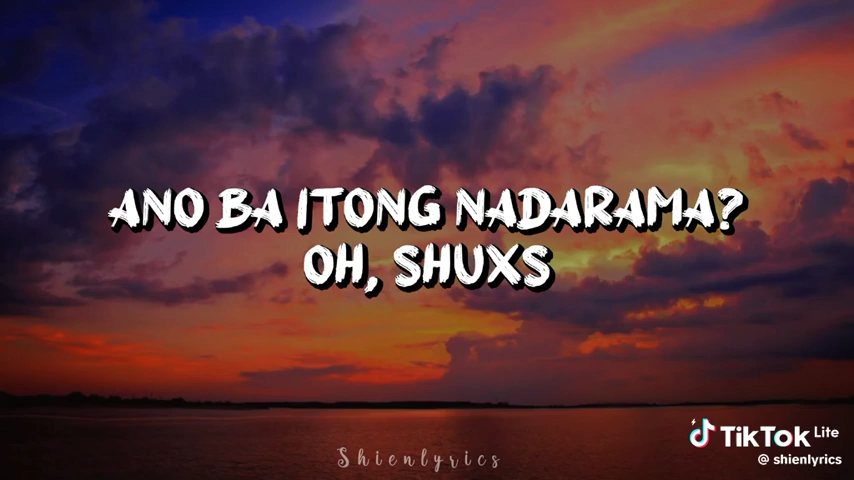 ANO BA ITONG NADARAMA?
OH, SHUXS
Shienlyrics
TikTok Lite
@ shienlyrics